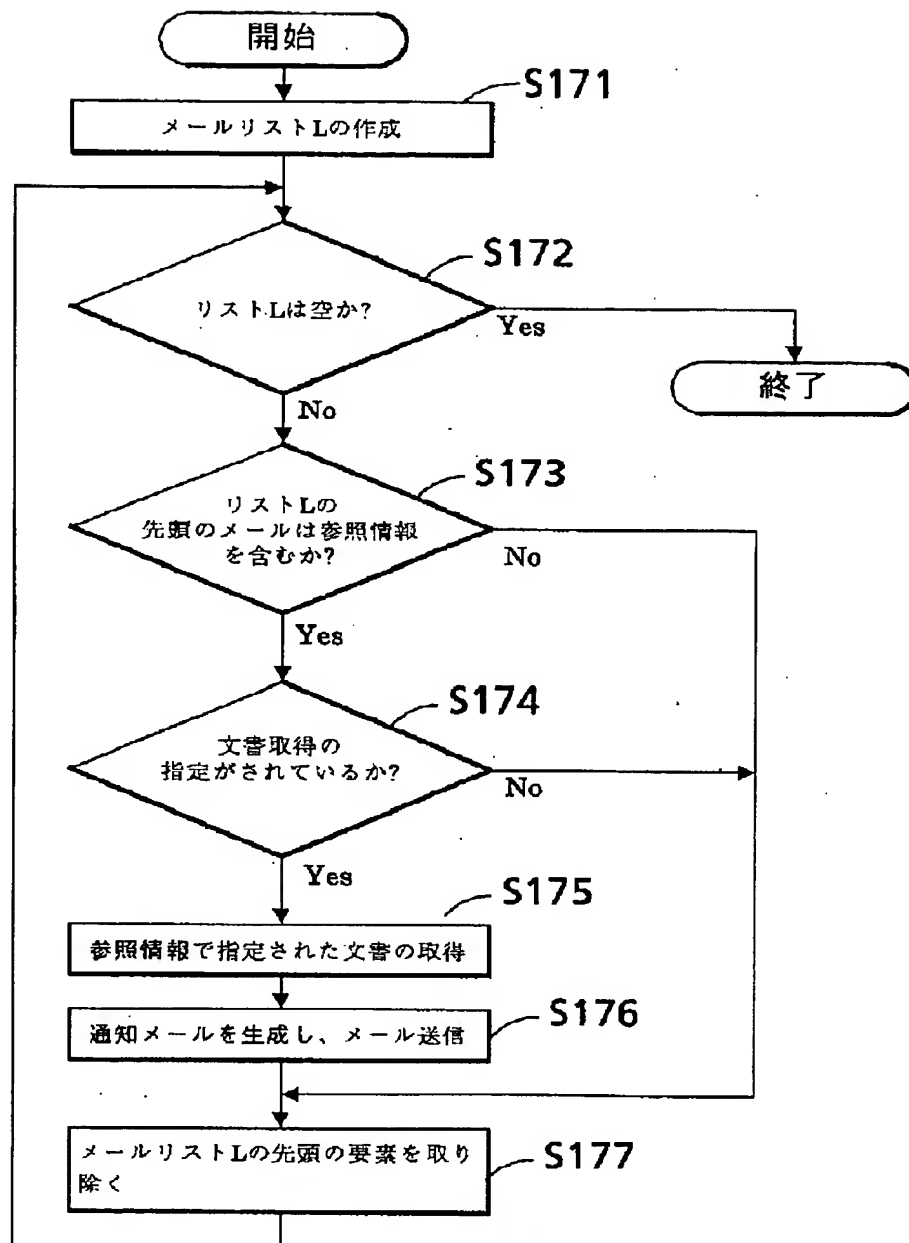 開始
S171
メールリストLの作成
S172
リストLは空か?
Yes
終了
No
S173
リストLの
先頭のメールは参照情報
を含むか?
No
Yes
S174
文書取得の
指定がされているか?
No
Yes
S175
参照情報で指定された文書の取得
S176
通知メールを生成し、メール送信
S177
メールリストLの先頭の要素を取り
除く